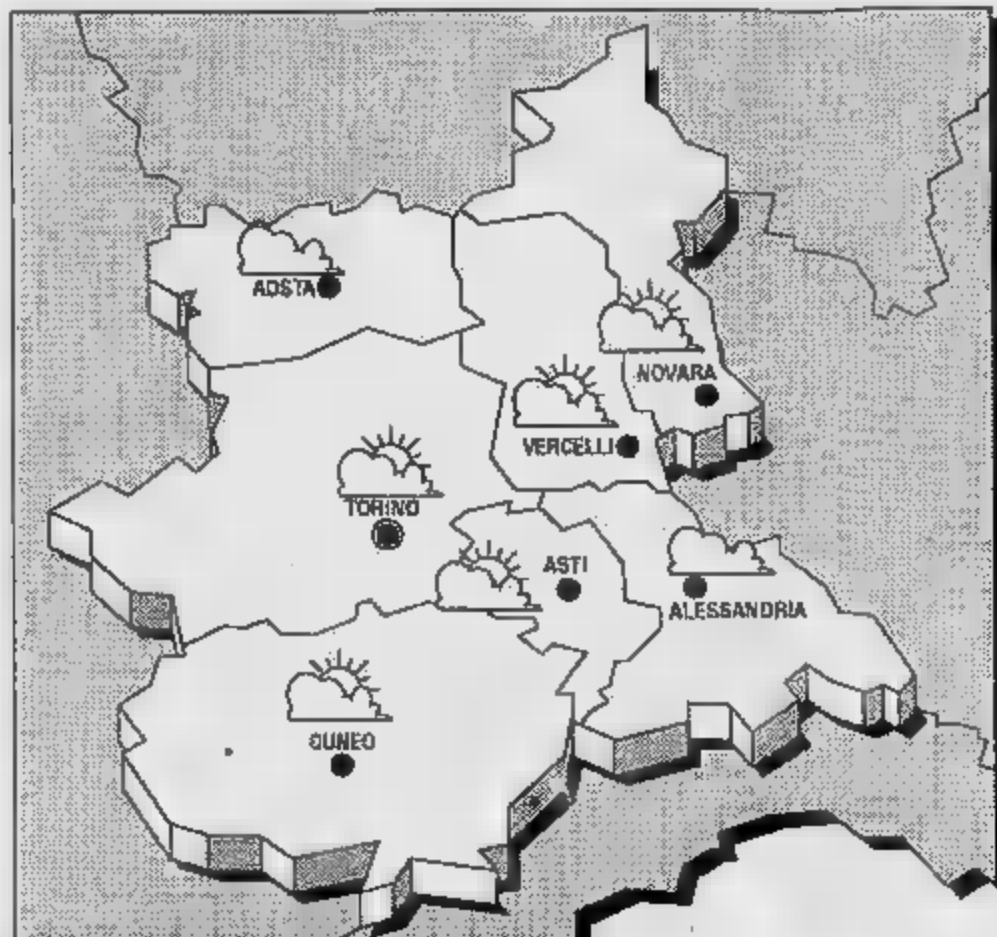 AOSTA
NOVARA
VERCELLI
TORINO
ASTI
ALESSANDRIA
CUNEO